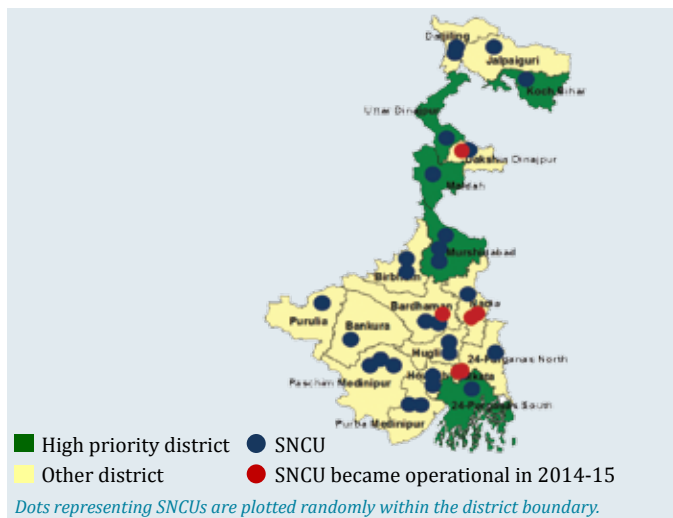 Darjiling
Jalpaiguri
Koch Bihar
Uttar Dinajpur
Dakshin Dinajpur
Maldah
Murshidabad
Birbhum
Nadia
Bardhaman
Purulia
Bankura
Hugli
24-Parganas North
Paschim Medinipur
24-Parganas South
Purba Medinipur
High priority district
SNCU
Other district
SNCU became operational in 2014-15
Dots representing SNCUs are plotted randomly within the district boundary.